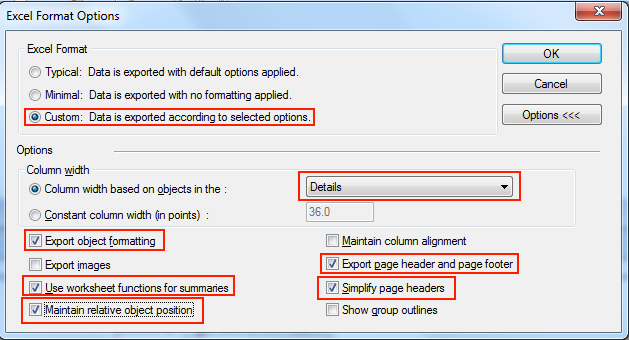 Excel Format Options
Excel Format
Typical: Data is exported with default options applied.
Minimal: Data is exported with no formatting applied.
Custom: Data is exported according to selected options.
OK
Cancel
Options <<<
Options
Column width
Column width based on objects in the :
Details
Constant column width (in points) :
36.0
Export object formatting
Maintain column alignment
Export images
Export page header and page footer
Use worksheet functions for summaries
Simplify page headers
Maintain relative object position
Show group outlines